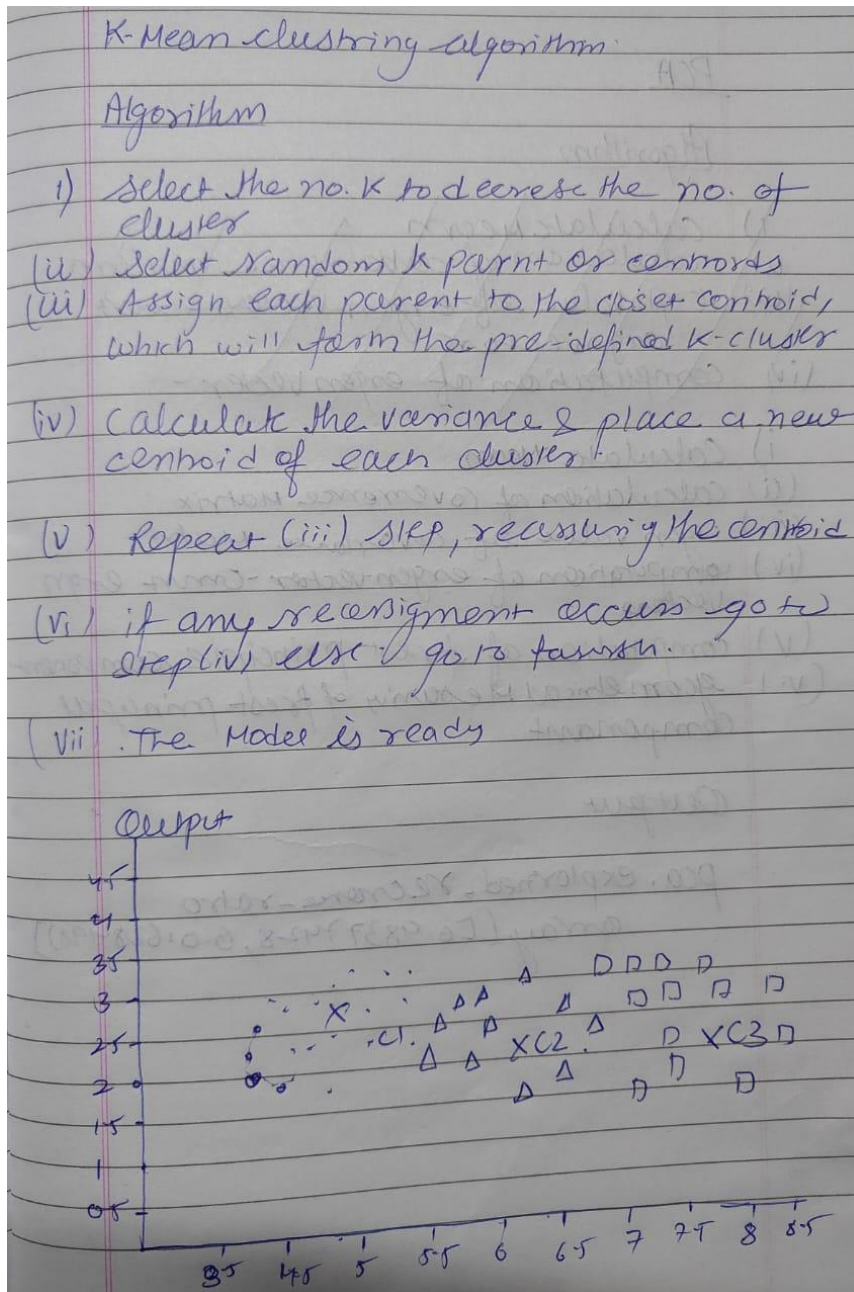 K-Mean clustring algorithm.
Algorithm
i) Select the no. K to decrese the no. of
cluster
(ii) Select random k parnt or centrords
(iii) Assign each parent to the closet controid,
which will form the pre-defined K-cluster
(iv) Calculate the variance & place a new
centroid of each cluster.
(v) Repeat (iii) step, reassuring the centroid
(vi) if any reassigment occurs go to
step (iv) else go to
(vii). The Model is ready
Output
4.5
4
3.5
3 X
2.5 C1 XC2 XC3
2
1.5
1
0.5
3.5 4.5 5 5.5 6 6.5 7 7.5 8 8.5